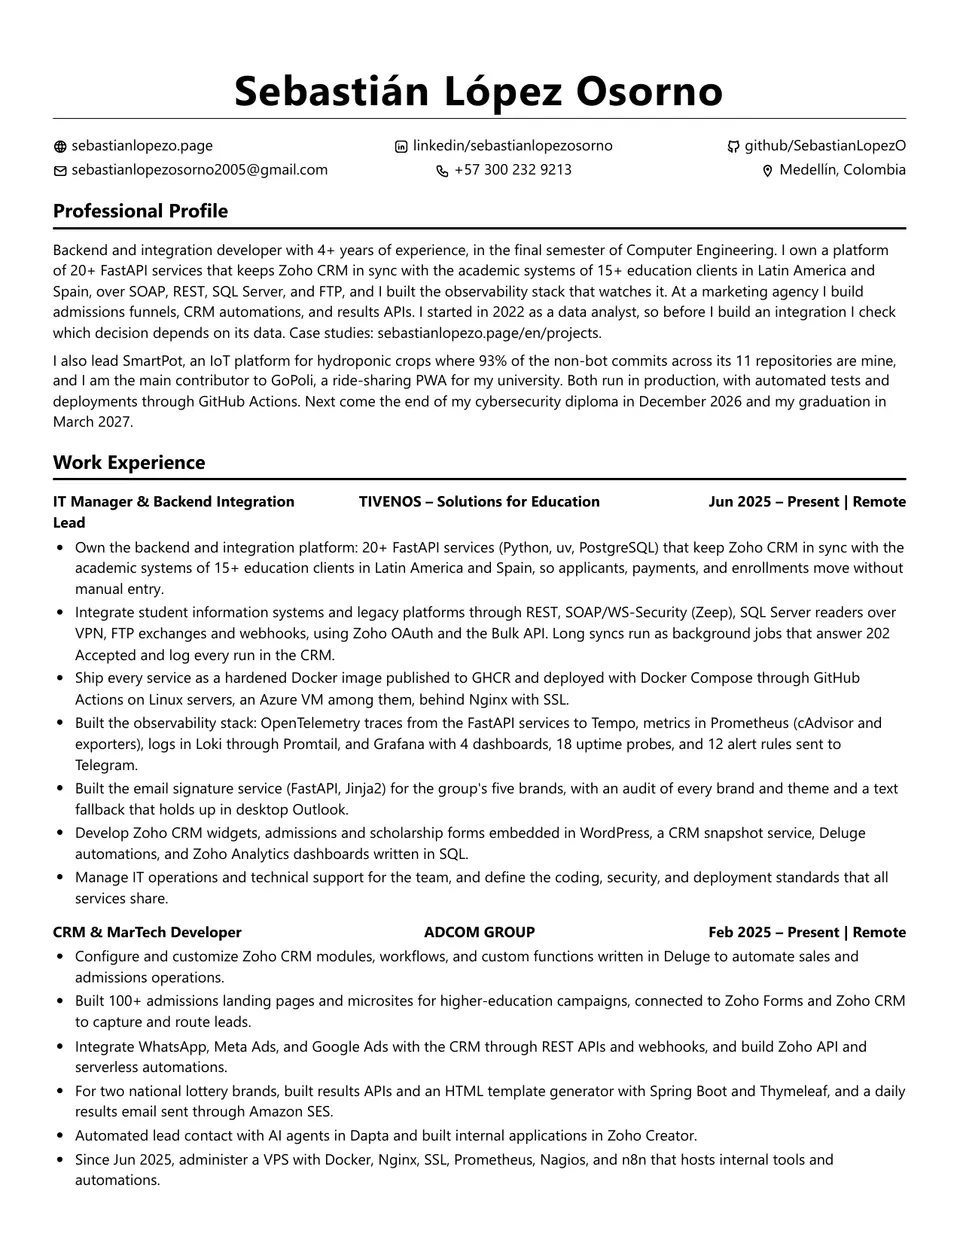 Sebastián López Osorno
sebastianlopezo.page
linkedin/sebastianlopezosorno
github/SebastianLopezO
sebastianlopezosorno2005@gmail.com
+57 300 232 9213
Medellín, Colombia
Professional Profile
Backend and integration developer with 4+ years of experience, in the final semester of Computer Engineering. I own a platform
of 20+ FastAPI services that keeps Zoho CRM in sync with the academic systems of 15+ education clients in Latin America and
Spain, over SOAP, REST, SQL Server, and FTP, and I built the observability stack that watches it. At a marketing agency I build
admissions funnels, CRM automations, and results APIs. I started in 2022 as a data analyst, so before I build an integration I check
which decision depends on its data. Case studies: sebastianlopezo.page/en/projects.
I also lead SmartPot, an IoT platform for hydroponic crops where 93% of the non-bot commits across its 11 repositories are mine,
and I am the main contributor to GoPoli, a ride-sharing PWA for my university. Both run in production, with automated tests and
deployments through GitHub Actions. Next come the end of my cybersecurity diploma in December 2026 and my graduation in
March 2027.
Work Experience
IT Manager & Backend Integration
Lead
TIVENOS – Solutions for Education
Jun 2025 – Present | Remote
• Own the backend and integration platform: 20+ FastAPI services (Python, uv, PostgreSQL) that keep Zoho CRM in sync with the
academic systems of 15+ education clients in Latin America and Spain, so applicants, payments, and enrollments move without
manual entry.
• Integrate student information systems and legacy platforms through REST, SOAP/WS-Security (Zeep), SQL Server readers over
VPN, FTP exchanges and webhooks, using Zoho OAuth and the Bulk API. Long syncs run as background jobs that answer 202
Accepted and log every run in the CRM.
• Ship every service as a hardened Docker image published to GHCR and deployed with Docker Compose through GitHub
Actions on Linux servers, an Azure VM among them, behind Nginx with SSL.
• Built the observability stack: OpenTelemetry traces from the FastAPI services to Tempo, metrics in Prometheus (cAdvisor and
exporters), logs in Loki through Promtail, and Grafana with 4 dashboards, 18 uptime probes, and 12 alert rules sent to
Telegram.
• Built the email signature service (FastAPI, Jinja2) for the group's five brands, with an audit of every brand and theme and a text
fallback that holds up in desktop Outlook.
• Develop Zoho CRM widgets, admissions and scholarship forms embedded in WordPress, a CRM snapshot service, Deluge
automations, and Zoho Analytics dashboards written in SQL.
• Manage IT operations and technical support for the team, and define the coding, security, and deployment standards that all
services share.
CRM & MarTech Developer
ADCOM GROUP
Feb 2025 – Present | Remote
• Configure and customize Zoho CRM modules, workflows, and custom functions written in Deluge to automate sales and
admissions operations.
• Built 100+ admissions landing pages and microsites for higher-education campaigns, connected to Zoho Forms and Zoho CRM
to capture and route leads.
• Integrate WhatsApp, Meta Ads, and Google Ads with the CRM through REST APIs and webhooks, and build Zoho API and
serverless automations.
• For two national lottery brands, built results APIs and an HTML template generator with Spring Boot and Thymeleaf, and a daily
results email sent through Amazon SES.
• Automated lead contact with AI agents in Dapta and built internal applications in Zoho Creator.
• Since Jun 2025, administer a VPS with Docker, Nginx, SSL, Prometheus, Nagios, and n8n that hosts internal tools and
automations.